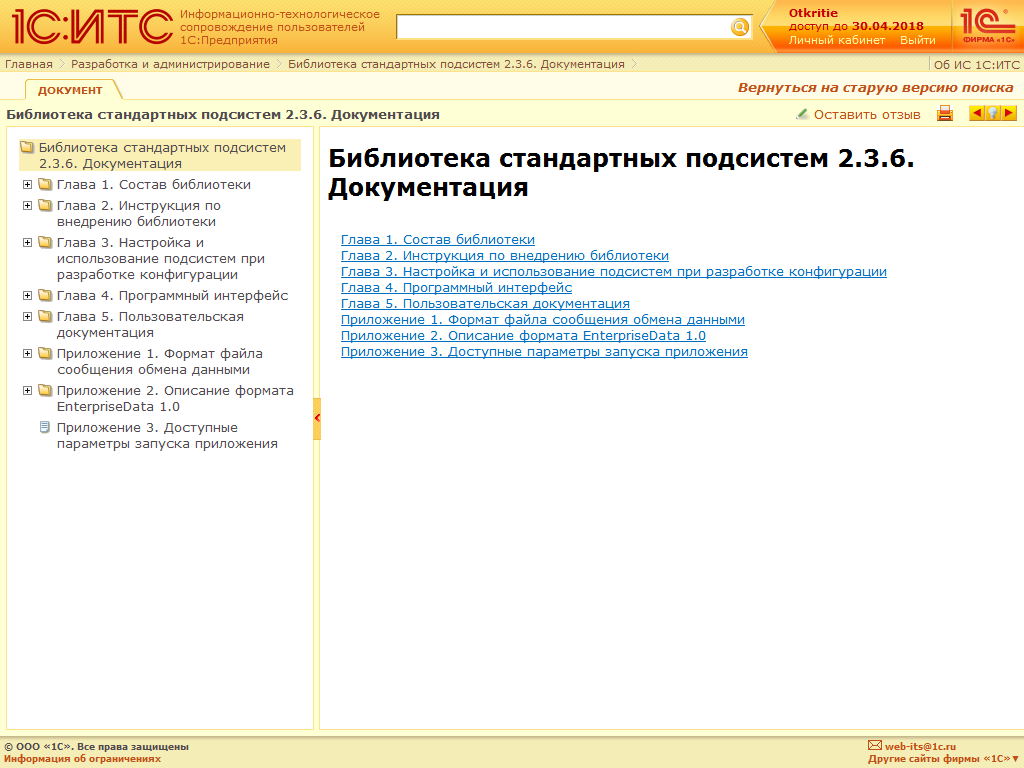 1С:ИТС
Информационно-технологическое
сопровождение пользователей
1С:Предприятия
Otkritie
доступ до 30.04.2018
Личный кабинет Выйти
1С
ФИРМА «1С»
Главная
Разработка и администрирование
Библиотека стандартных подсистем 2.3.6. Документация
Об ИС 1С:ИТС
ДОКУМЕНТ
Вернуться на старую версию поиска
Библиотека стандартных подсистем 2.3.6. Документация
Оставить отзыв
Библиотека стандартных подсистем
2.3.6. Документация
Глава 1. Состав библиотеки
Глава 2. Инструкция по
внедрению библиотеки
Глава 3. Настройка и
использование подсистем при
разработке конфигурации
Глава 4. Программный интерфейс
Глава 5. Пользовательская
документация
Приложение 1. Формат файла
сообщения обмена данными
Приложение 2. Описание формата
EnterpriseData 1.0
Приложение 3. Доступные
параметры запуска приложения
Библиотека стандартных подсистем 2.3.6.
Документация
Глава 1. Состав библиотеки
Глава 2. Инструкция по внедрению библиотеки
Глава 3. Настройка и использование подсистем при разработке конфигурации
Глава 4. Программный интерфейс
Глава 5. Пользовательская документация
Приложение 1. Формат файла сообщения обмена данными
Приложение 2. Описание формата EnterpriseData 1.0
Приложение 3. Доступные параметры запуска приложения
© ООО «1С». Все права защищены
Информация об ограничениях
web-its@1c.ru
Другие сайты фирмы «1С»▼